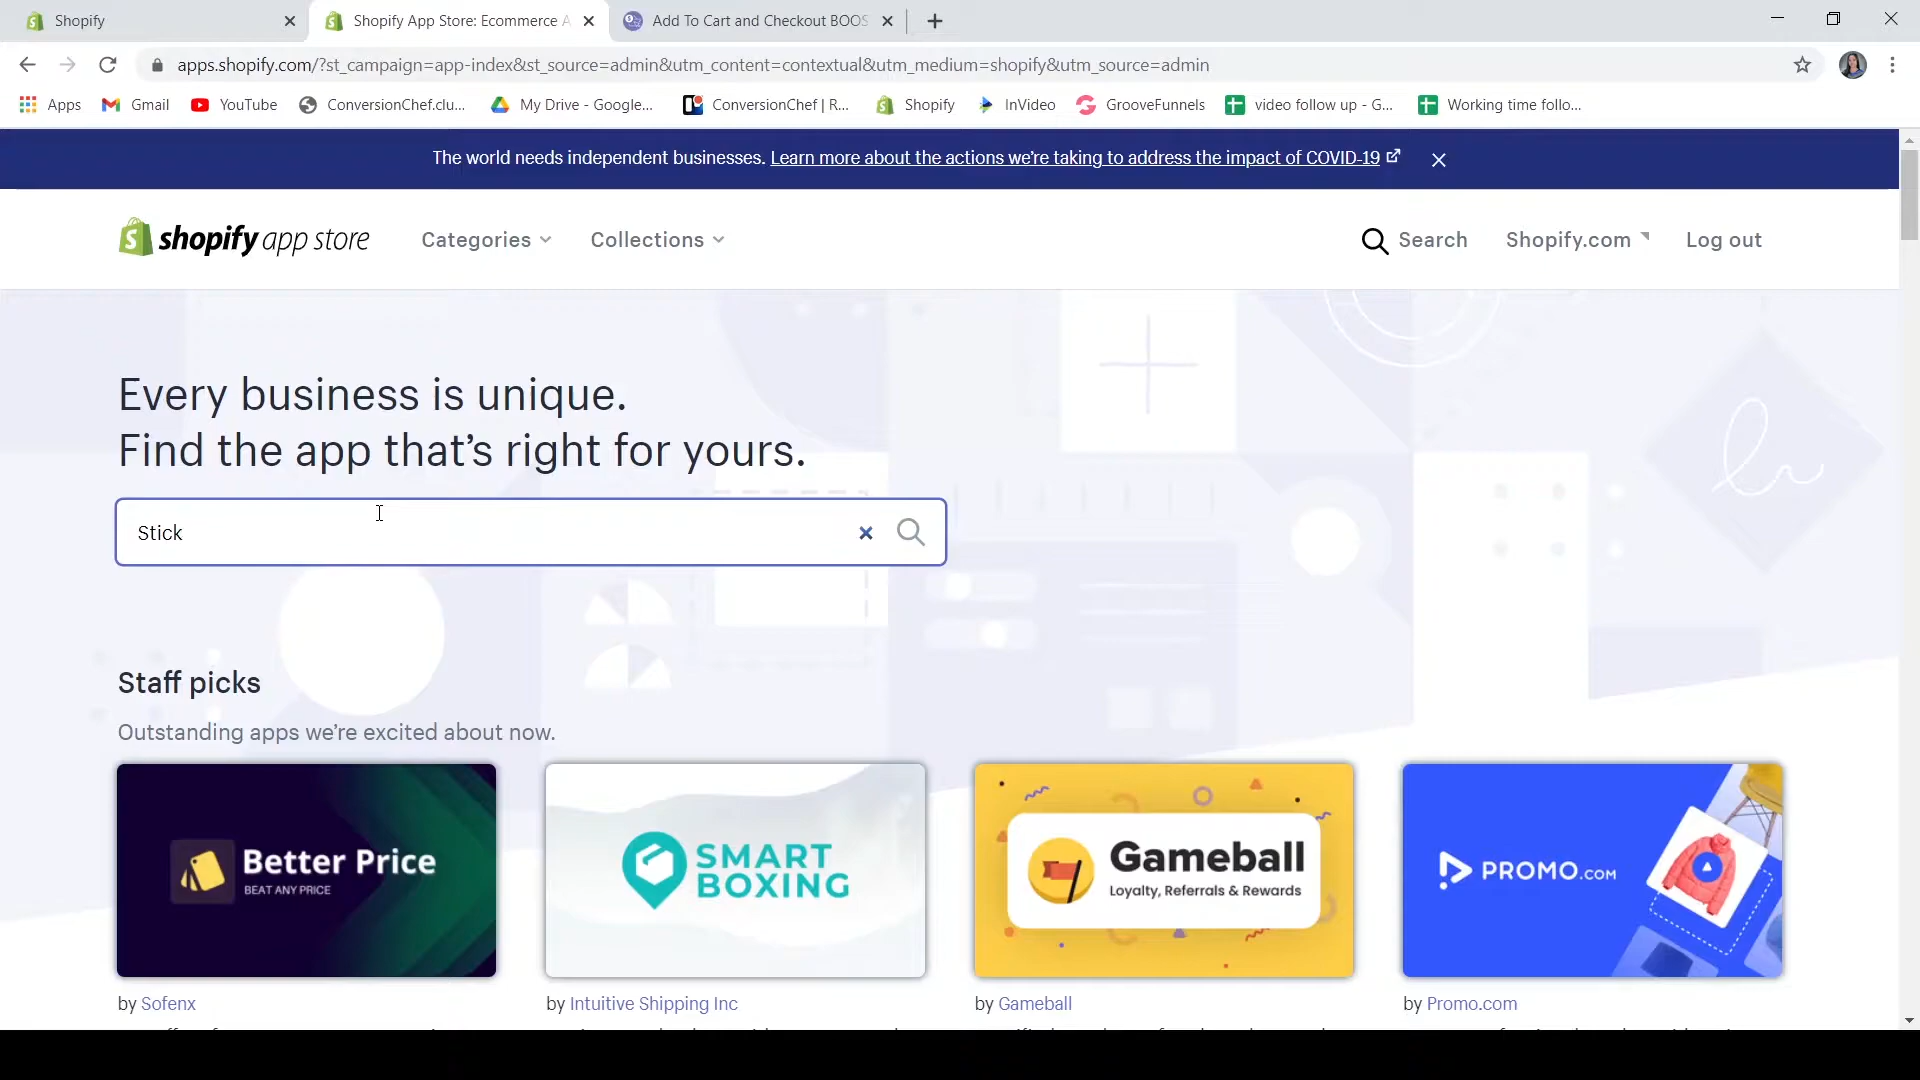 Shopify
Shopify App Store: Ecommerce A
Add To Cart and Checkout BOOS
apps.shopify.com/?st_campaign=app-index&st_source=admin&utm_content=contextual&utm_medium=shopify&utm_source=admin
Apps
Gmail
YouTube
ConversionChef.clu...
My Drive - Google...
ConversionChef | R...
Shopify
InVideo
GrooveFunnels
video follow up - G...
Working time follo...
The world needs independent businesses. Learn more about the actions we're taking to address the impact of COVID-19
shopify app store
Categories
Collections
Search
Shopify.com
Log out
Every business is unique.
Find the app that's right for yours.
Stick
Staff picks
Outstanding apps we're excited about now.
Better Price
BEAT ANY PRICE
SMART
BOXING
Gameball
Loyalty, Referrals & Rewards
PROMO.COM
by Sofenx
by Intuitive Shipping Inc
by Gameball
by Promo.com